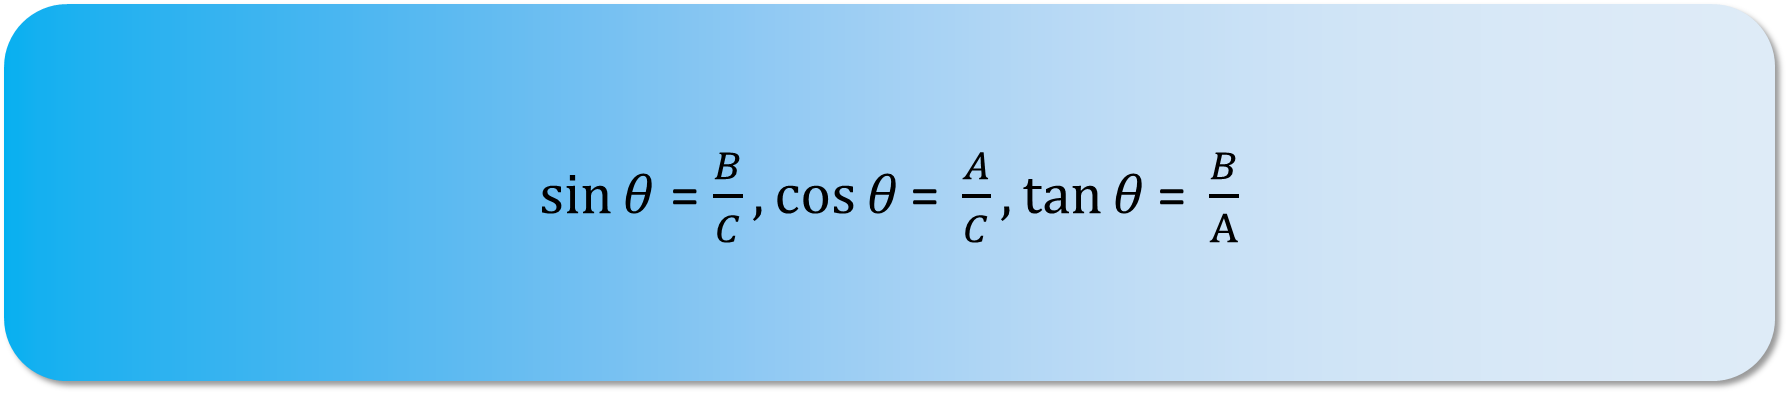 sin θ = B/C, cos θ = A/C, tan θ = B/A